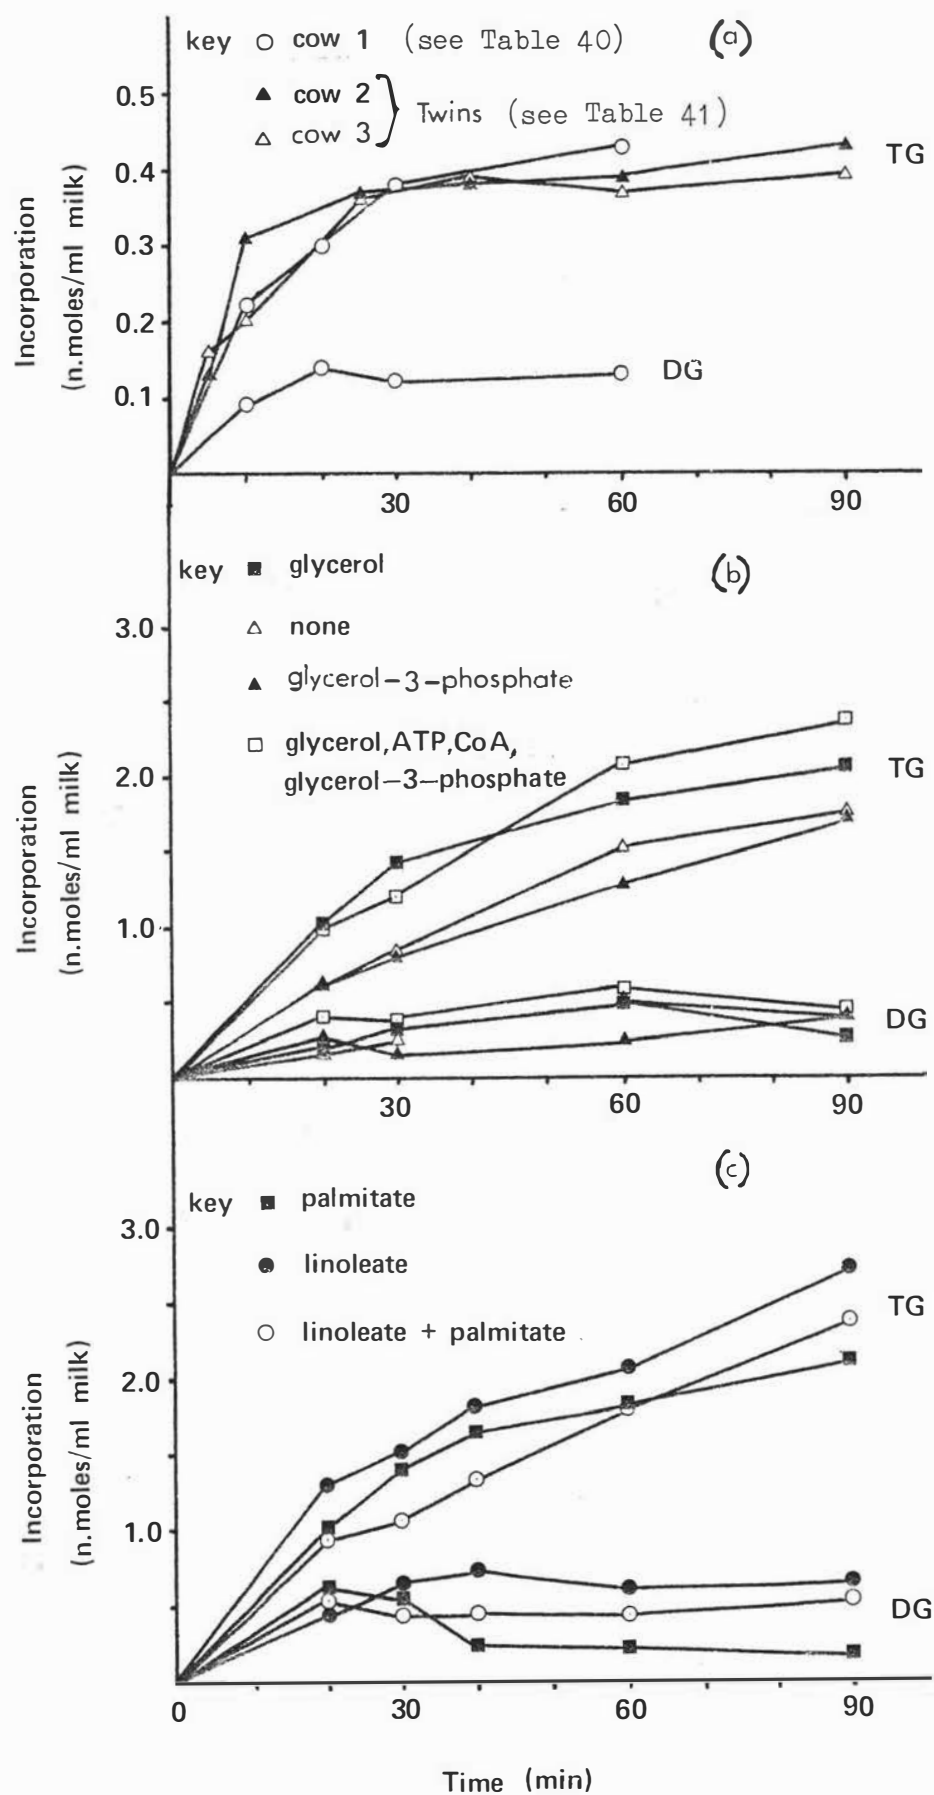 key ○ cow 1 (see Table 40) (a)
▲ cow 2
△ cow 3 } Twins (see Table 41)
0.5
0.4
0.3
0.2
0.1
Incorporation
(n.moles/ml milk)
TG
DG
30 60 90
key ■ glycerol (b)
△ none
▲ glycerol-3-phosphate
□ glycerol, ATP, CoA,
glycerol-3-phosphate
3.0
2.0
1.0
Incorporation
(n.moles/ml milk)
TG
DG
30 60 90
(c)
key ■ palmitate
● linoleate
○ linoleate + palmitate
3.0
2.0
1.0
Incorporation
(n.moles/ml milk)
TG
DG
0 30 60 90
Time (min)